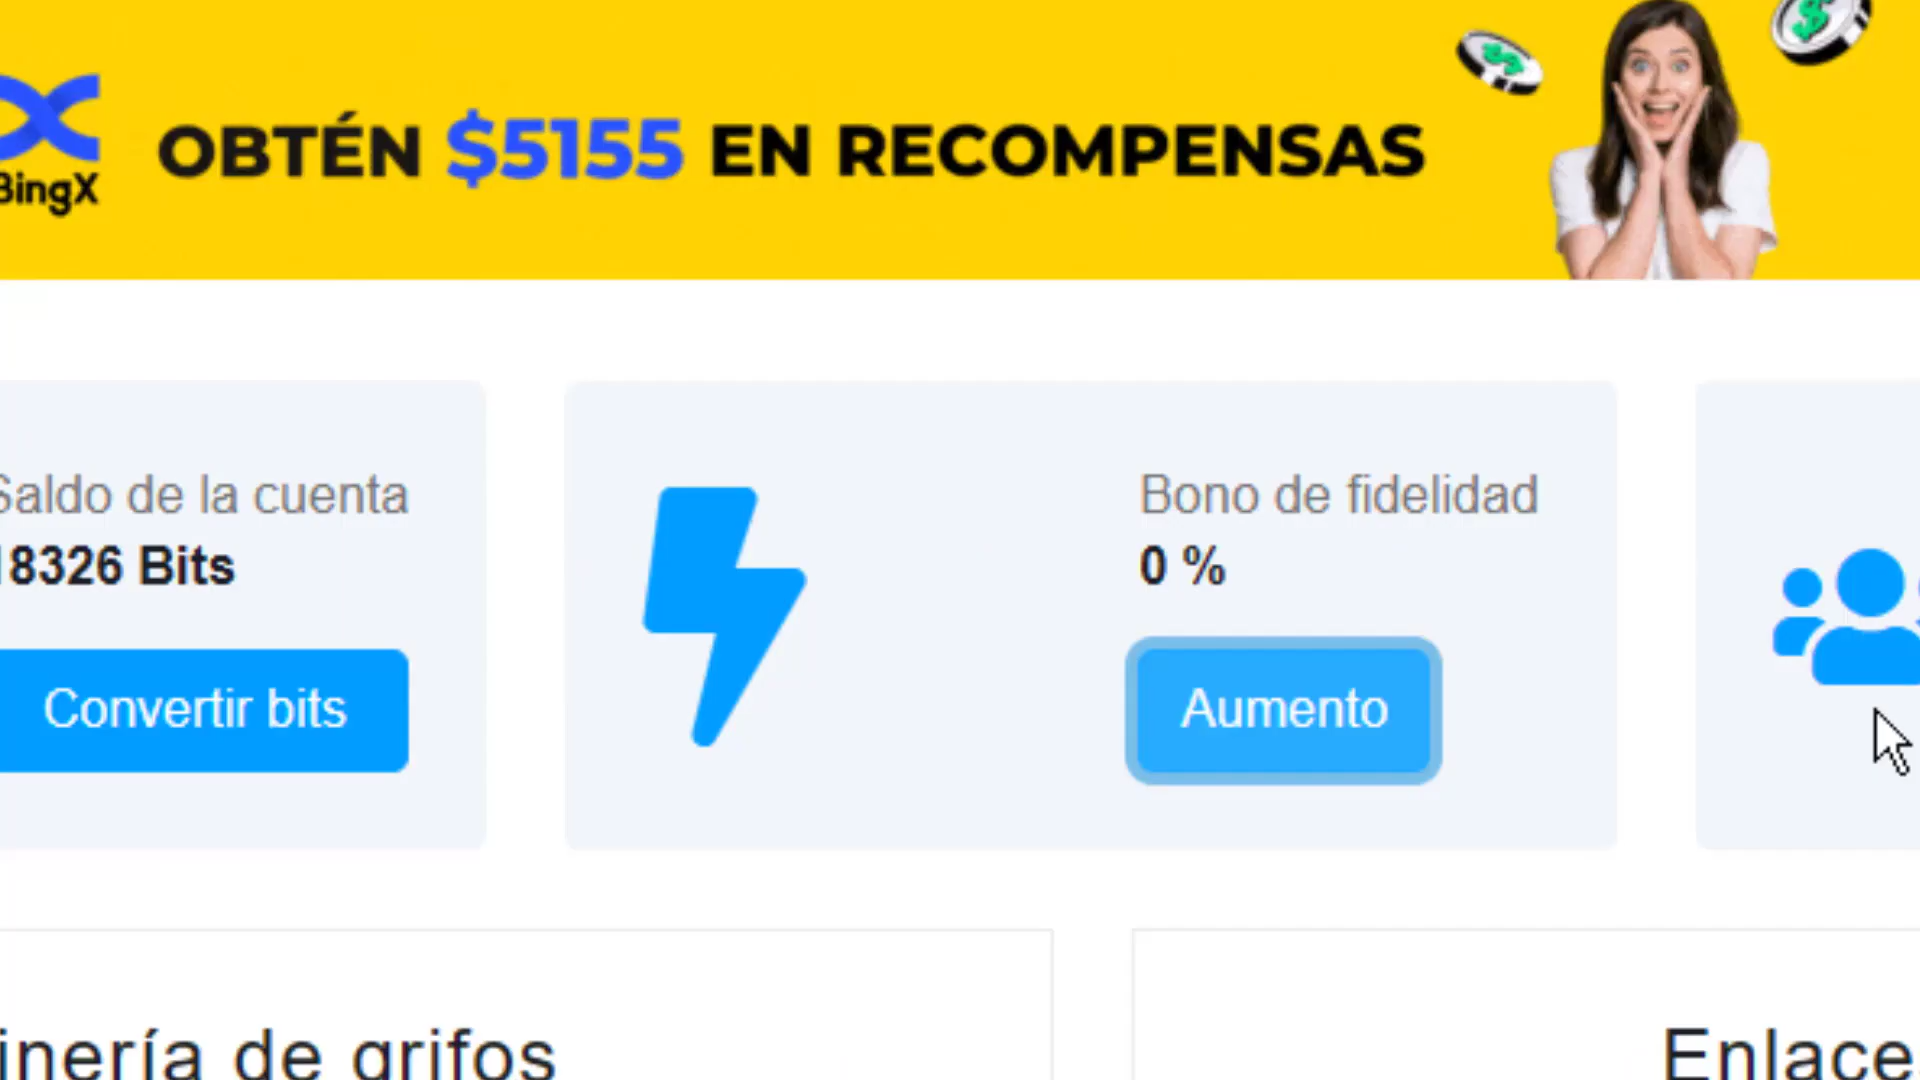 OBTÉN $5155 EN RECOMPENSAS
BingX
Saldo de la cuenta
18326 Bits
Convertir bits
Bono de fidelidad
0 %
Aumento
inería de grifos
Enlace